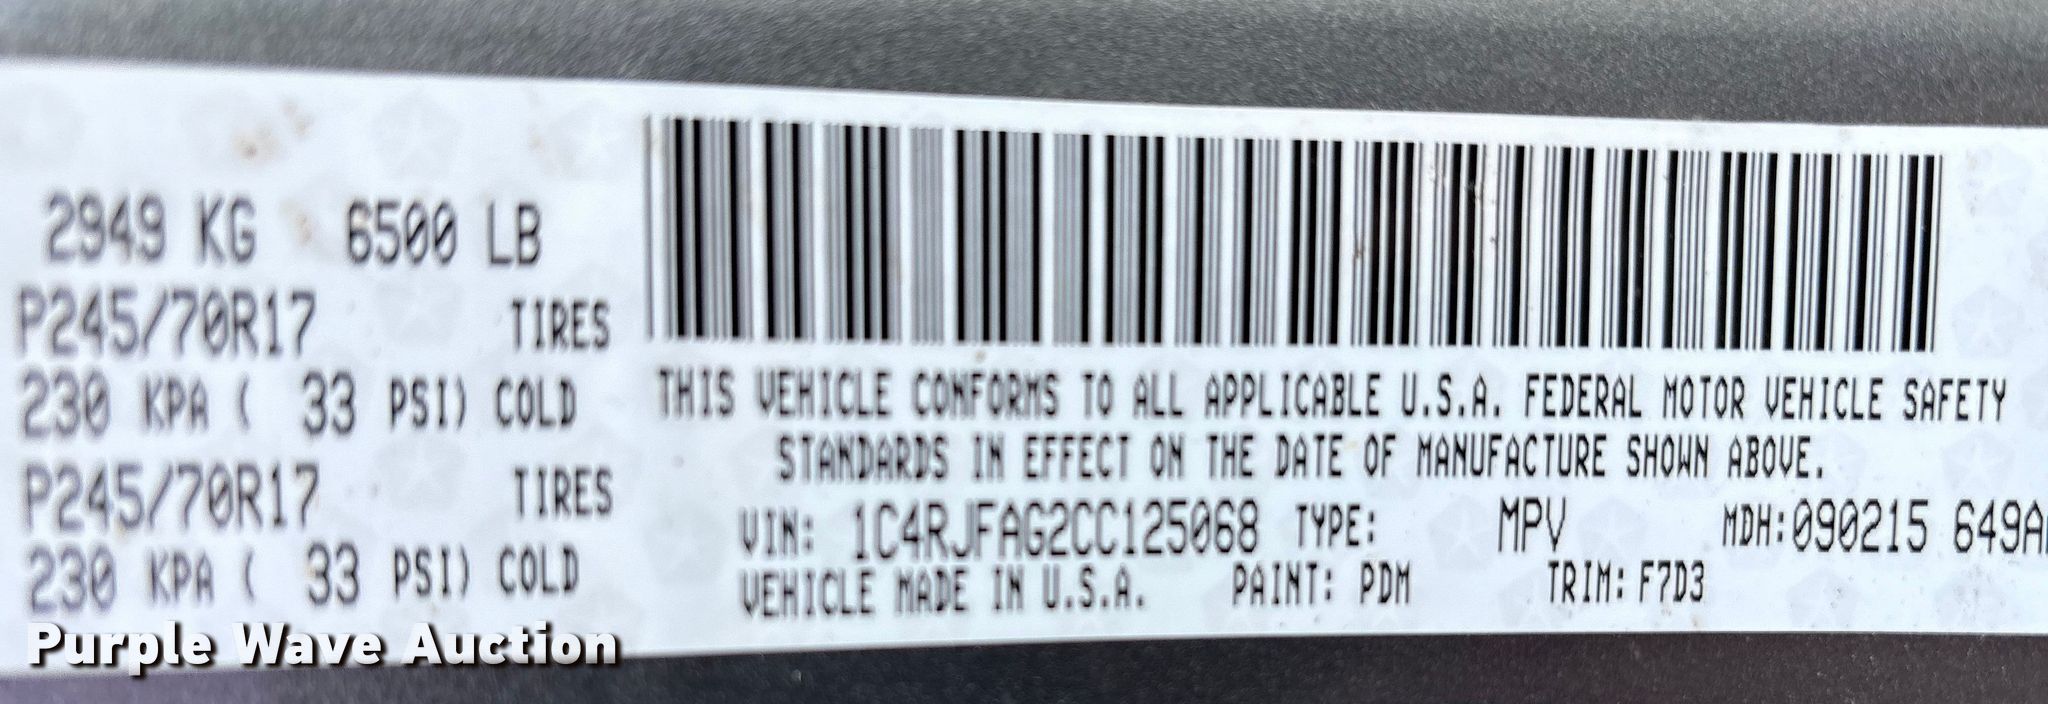 2949 KG 6500 LB
P245/70R17 TIRES
230 KPA ( 33 PSI) COLD
P245/70R17 TIRES
230 KPA ( 33 PSI) COLD
THIS VEHICLE CONFORMS TO ALL APPLICABLE U.S.A. FEDERAL MOTOR VEHICLE SAFETY
STANDARDS IN EFFECT ON THE DATE OF MANUFACTURE SHOWN ABOVE.
VIN: 1C4RJFAG2CC125068 TYPE: MPV MDH:090215 649A
VEHICLE MADE IN U.S.A. PAINT: PDM TRIM: F7D3
Purple Wave Auction